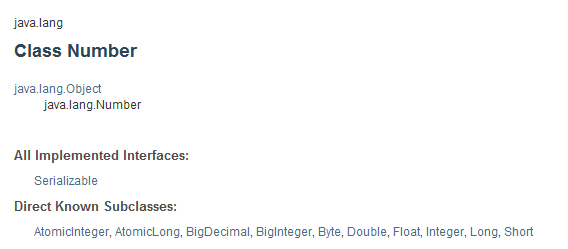 java.lang
Class Number
java.lang.Object
java.lang.Number
All Implemented Interfaces:
Serializable
Direct Known Subclasses:
AtomicInteger, AtomicLong, BigDecimal, BigInteger, Byte, Double, Float, Integer, Long, Short